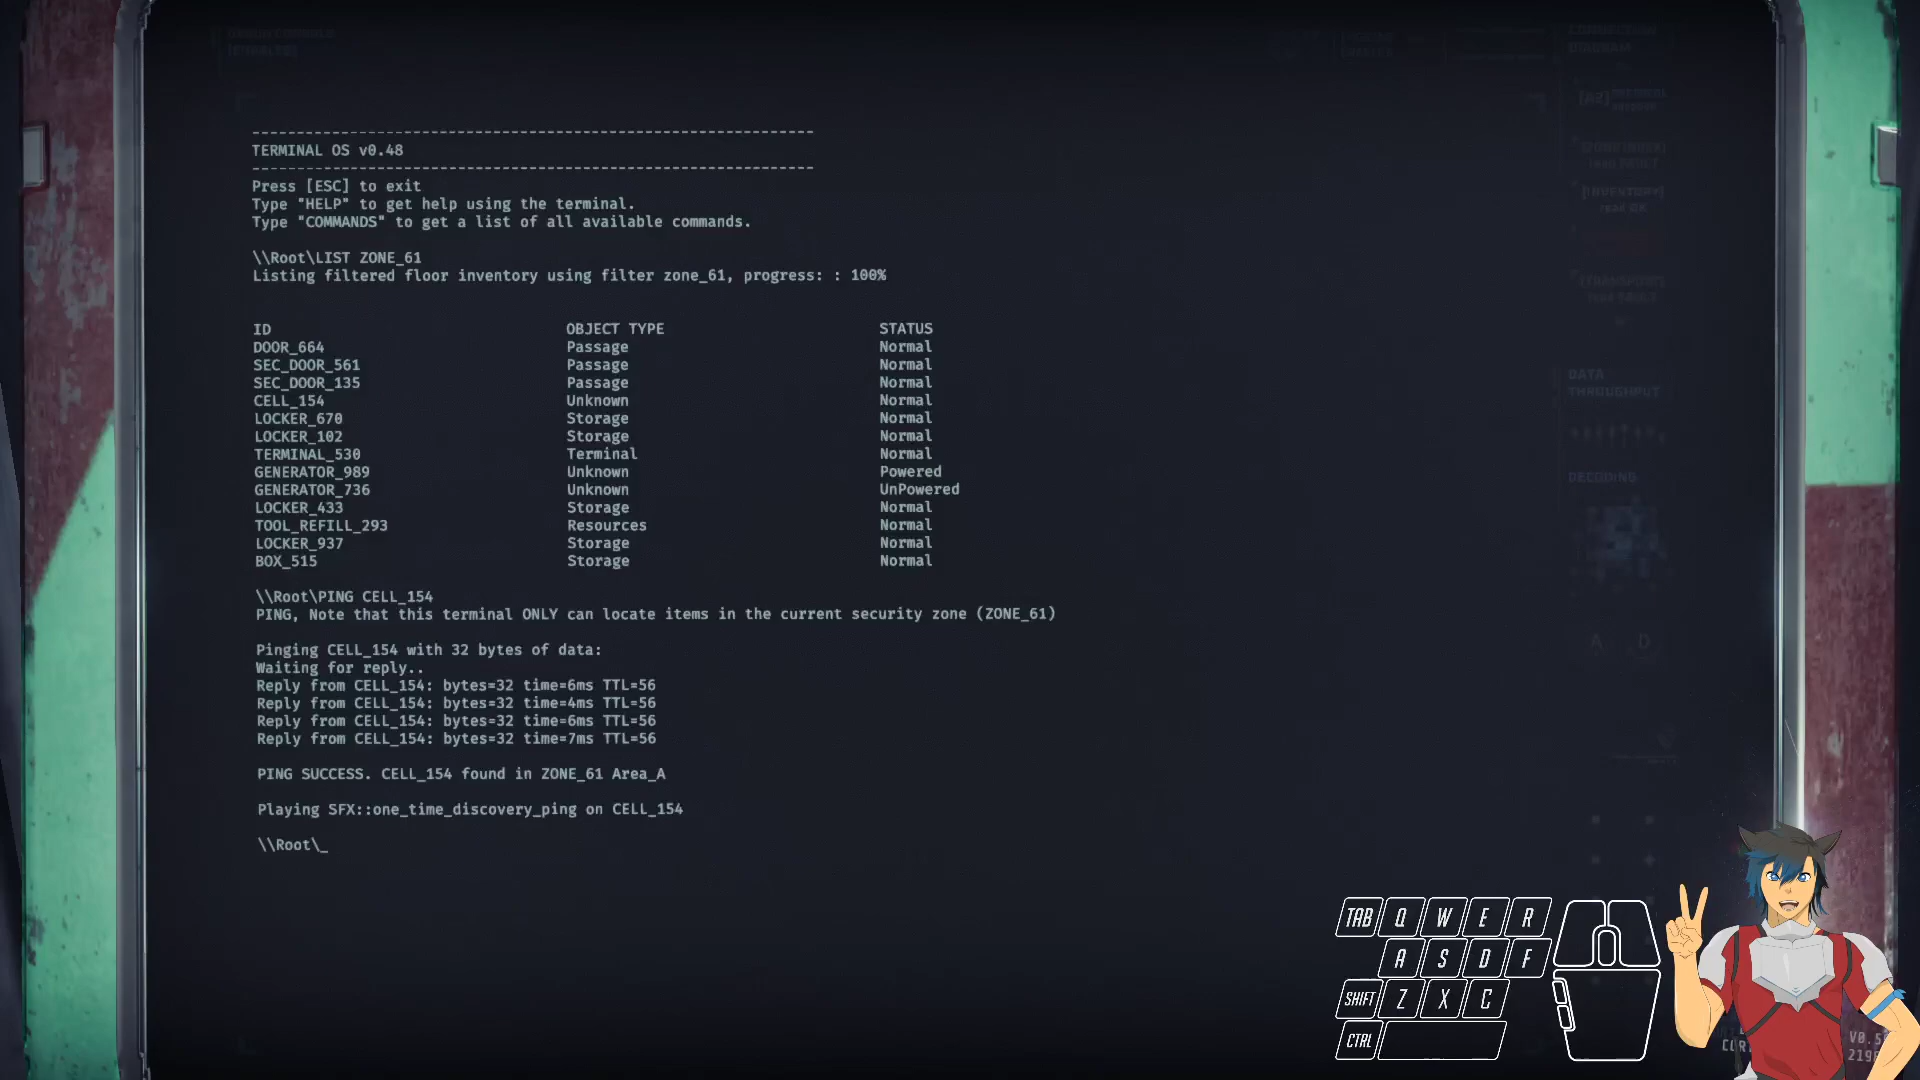 --------------------------------------------------------------
TERMINAL OS v0.48
--------------------------------------------------------------
Press [ESC] to exit
Type "HELP" to get help using the terminal.
Type "COMMANDS" to get a list of all available commands.
\\Root\LIST ZONE_61
Listing filtered floor inventory using filter zone_61, progress: : 100%
ID OBJECT TYPE STATUS
DOOR_664 Passage Normal
SEC_DOOR_561 Passage Normal
SEC_DOOR_135 Passage Normal
CELL_154 Unknown Normal
LOCKER_670 Storage Normal
LOCKER_102 Storage Normal
TERMINAL_530 Terminal Normal
GENERATOR_989 Unknown Powered
GENERATOR_736 Unknown UnPowered
LOCKER_433 Storage Normal
TOOL_REFILL_293 Resources Normal
LOCKER_937 Storage Normal
BOX_515 Storage Normal
\\Root\PING CELL_154
PING, Note that this terminal ONLY can locate items in the current security zone (ZONE_61)
Pinging CELL_154 with 32 bytes of data:
Waiting for reply..
Reply from CELL_154: bytes=32 time=6ms TTL=56
Reply from CELL_154: bytes=32 time=4ms TTL=56
Reply from CELL_154: bytes=32 time=6ms TTL=56
Reply from CELL_154: bytes=32 time=7ms TTL=56
PING SUCCESS. CELL_154 found in ZONE_61 Area_A
Playing SFX::one_time_discovery_ping on CELL_154
\\Root\_
DATA
THROUGHPUT
DECODING
A D
TAB Q W E R
A S D F
SHIFT Z X C
CTRL